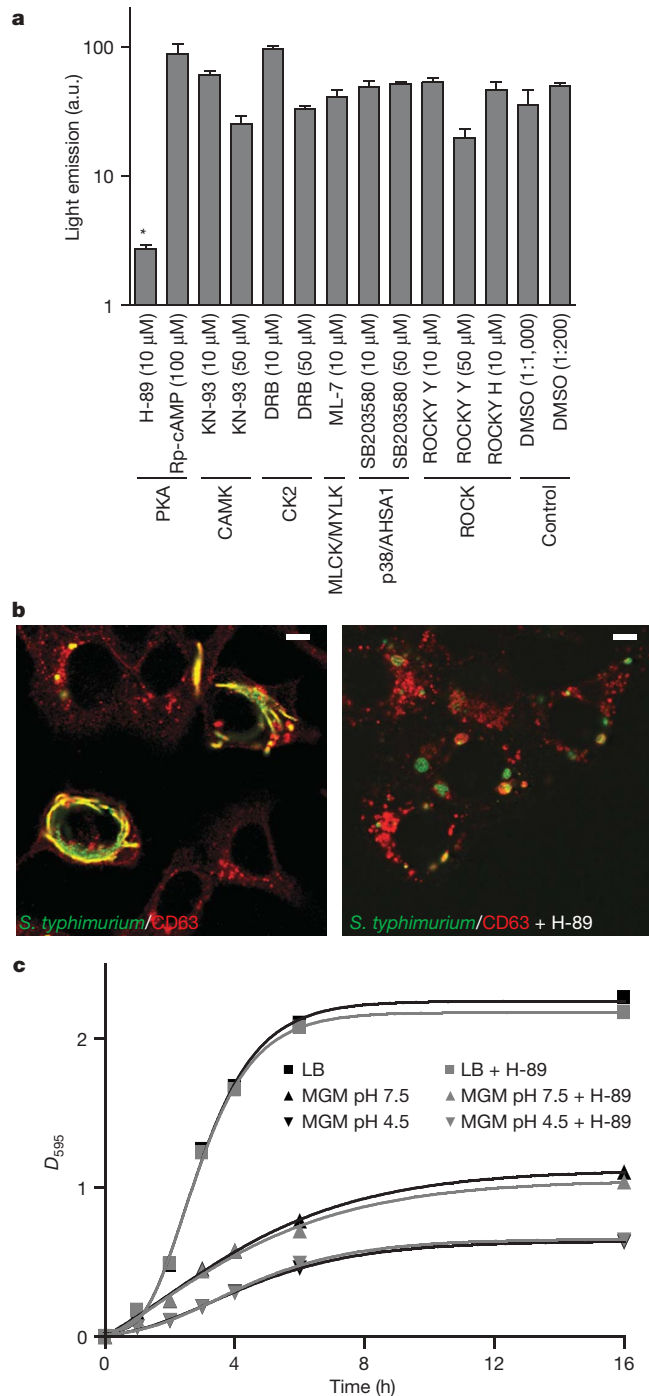 a
Light emission (a.u.)
100
10
1
H-89 (10 μM)
Rp-cAMP (100 μM)
KN-93 (10 μM)
KN-93 (50 μM)
DRB (10 μM)
DRB (50 μM)
ML-7 (10 μM)
SB203580 (10 μM)
SB203580 (50 μM)
ROCKY Y (10 μM)
ROCKY Y (50 μM)
ROCKY H (10 μM)
DMSO (1:1,000)
DMSO (1:200)
*
PKA
CAMK
CK2
MLCK/MYLK
p38/AHSA1
ROCK
Control
b
S. typhimurium/CD63
S. typhimurium/CD63 + H-89
c
D595
2
1
0
LB
LB + H-89
MGM pH 7.5
MGM pH 7.5 + H-89
MGM pH 4.5
MGM pH 4.5 + H-89
0
4
8
12
16
Time (h)